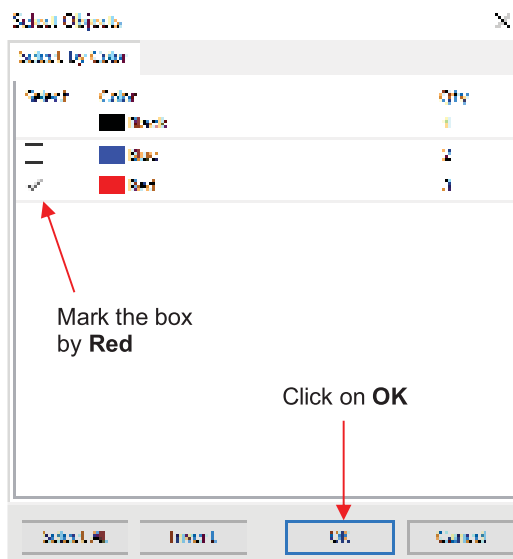 Select Objects
Select by Color
Select Color Qty
Black
Blue 2
Red
Mark the box
by Red
Click on OK
Select All Invert OK Cancel